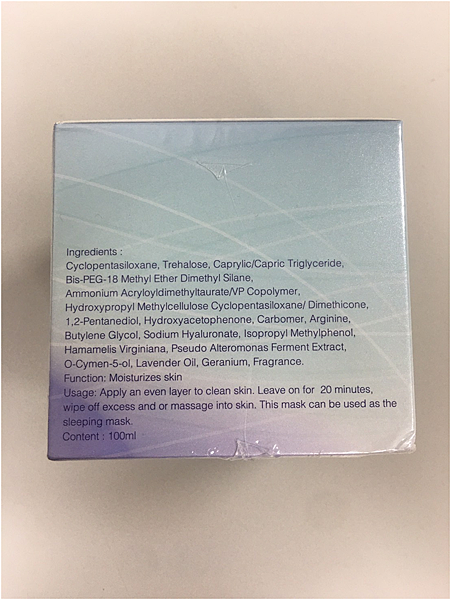 Ingredients :
Cyclopentasiloxane, Trehalose, Caprylic/Capric Triglyceride,
Bis-PEG-18 Methyl Ether Dimethyl Silane,
Ammonium Acryloyldimethyltaurate/VP Copolymer,
Hydroxypropyl Methylcellulose Cyclopentasiloxane/ Dimethicone,
1,2-Pentanediol, Hydroxyacetophenone, Carbomer, Arginine,
Butylene Glycol, Sodium Hyaluronate, Isopropyl Methylphenol,
Hamamelis Virginiana, Pseudo Alteromonas Ferment Extract,
O-Cymen-5-ol, Lavender Oil, Geranium, Fragrance.
Function: Moisturizes skin
Usage: Apply an even layer to clean skin. Leave on for 20 minutes,
wipe off excess and or massage into skin. This mask can be used as the
sleeping mask.
Content : 100ml